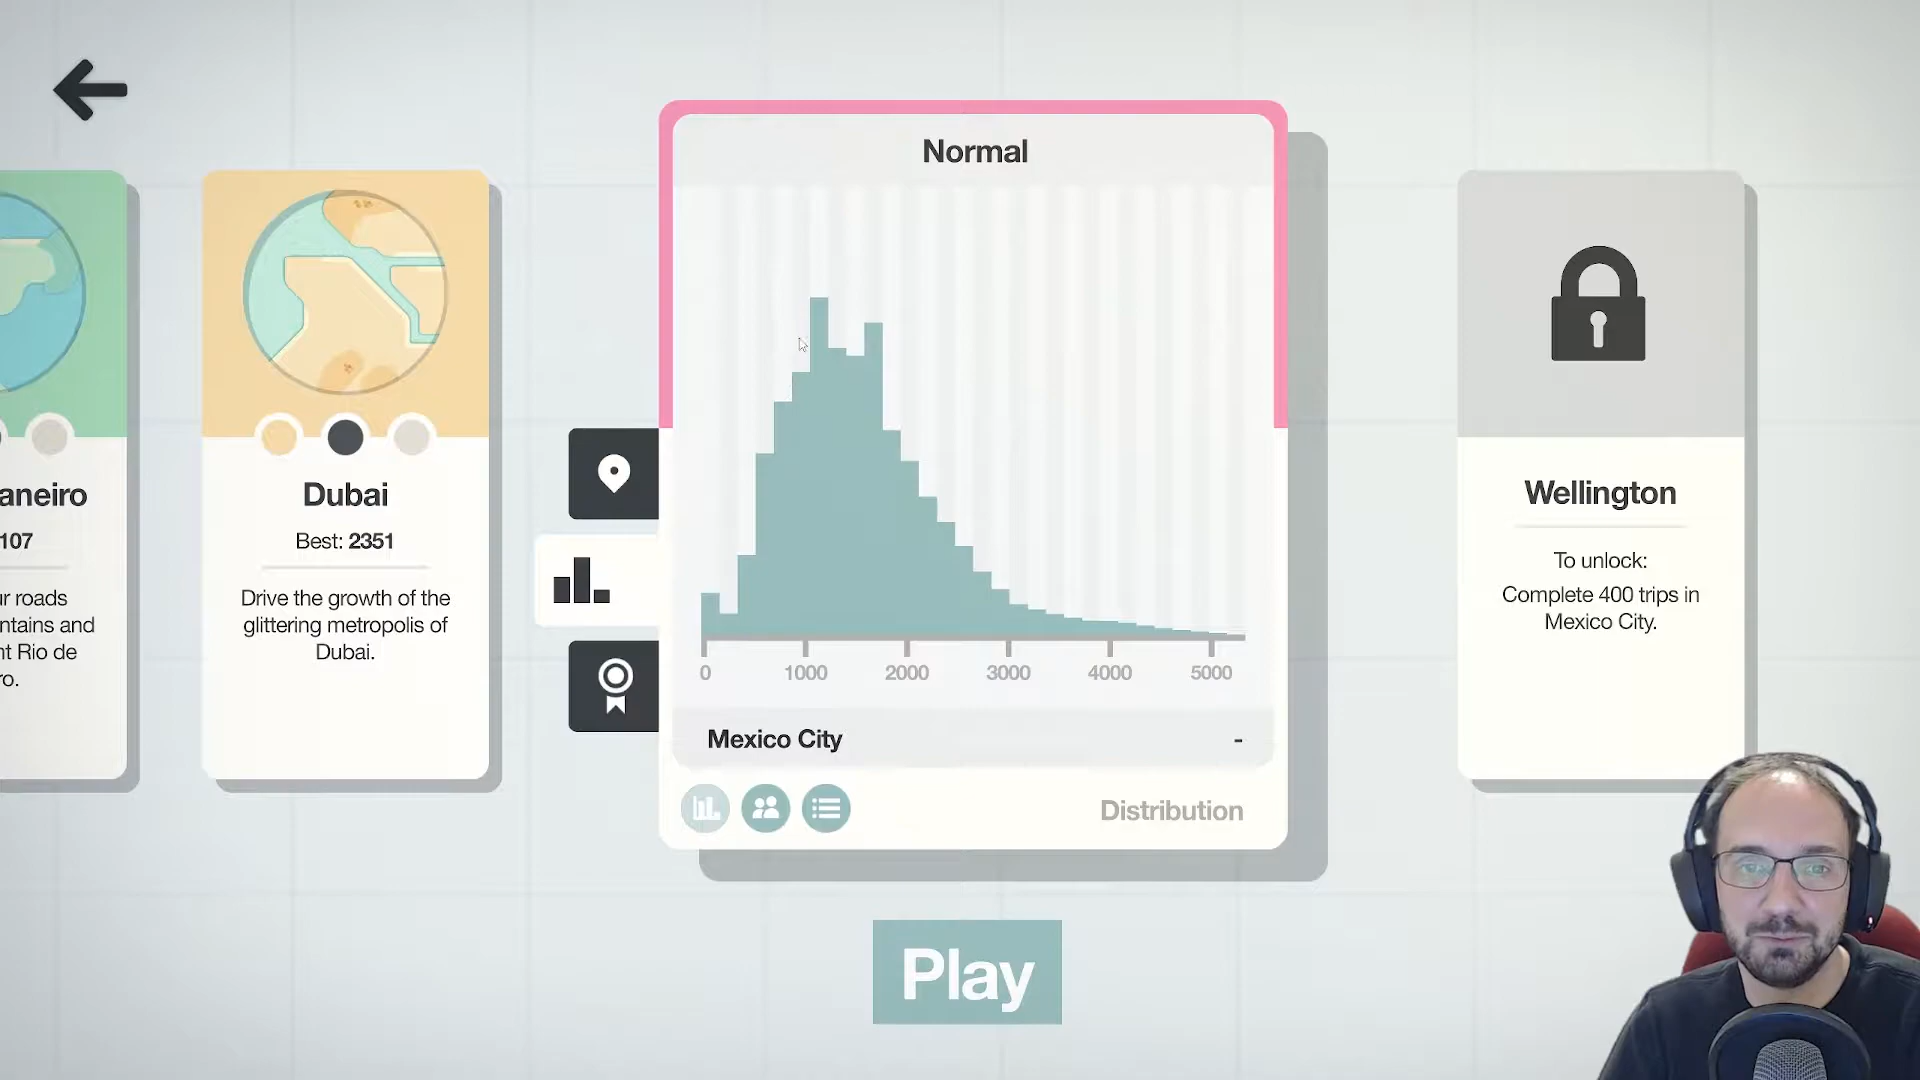 Normal
0 1000 2000 3000 4000 5000
Mexico City -
Distribution
Play
aneiro
107
ur roads
ntains and
nt Rio de
ro.
Dubai
Best: 2351
Drive the growth of the
glittering metropolis of
Dubai.
Wellington
To unlock:
Complete 400 trips in
Mexico City.